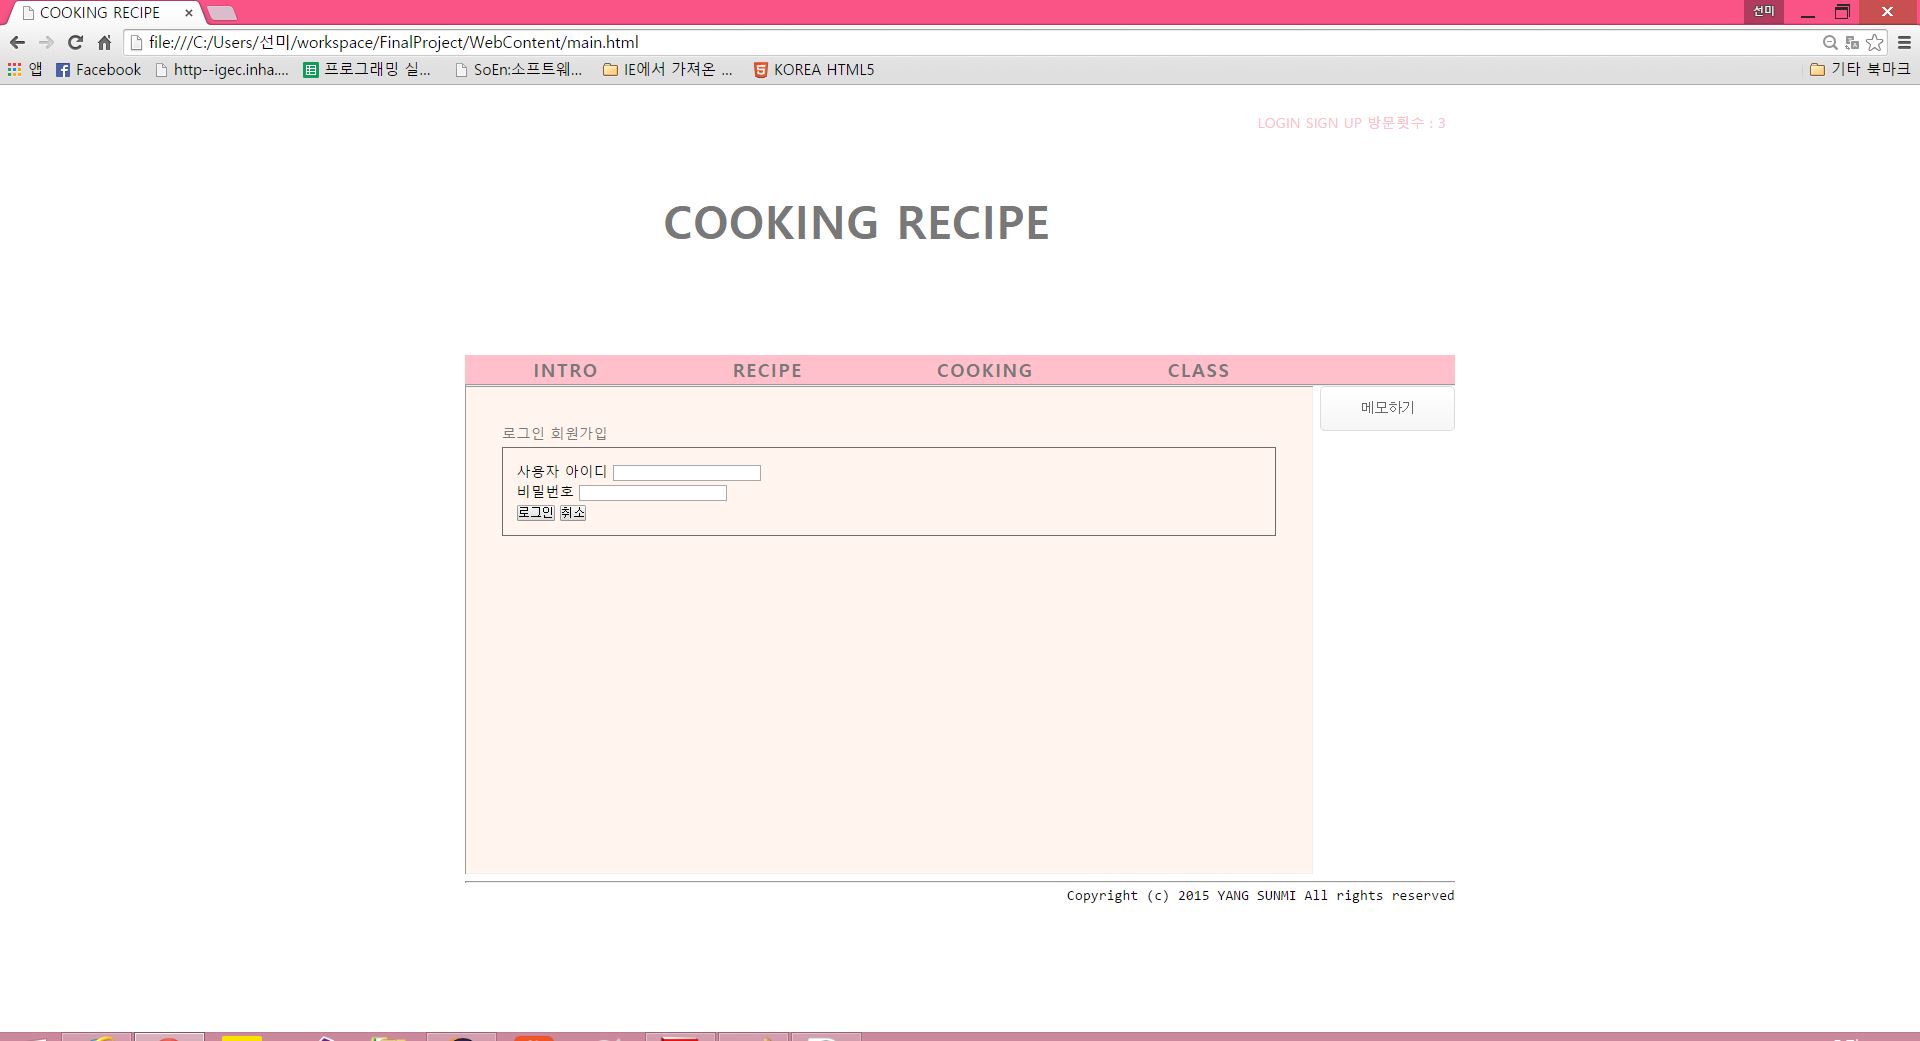 COOKING RECIPE
선미
file:///C:/Users/선미/workspace/FinalProject/WebContent/main.html
앱 Facebook http--igec.inha.... 프로그래밍 실... SoEn:소프트웨... IE에서 가져온 ... KOREA HTML5 기타 북마크
LOGIN SIGN UP 방문횟수 : 3
COOKING RECIPE
INTRO RECIPE COOKING CLASS
메모하기
로그인 회원가입
사용자 아이디
비밀번호
로그인 취소
Copyright (c) 2015 YANG SUNMI All rights reserved